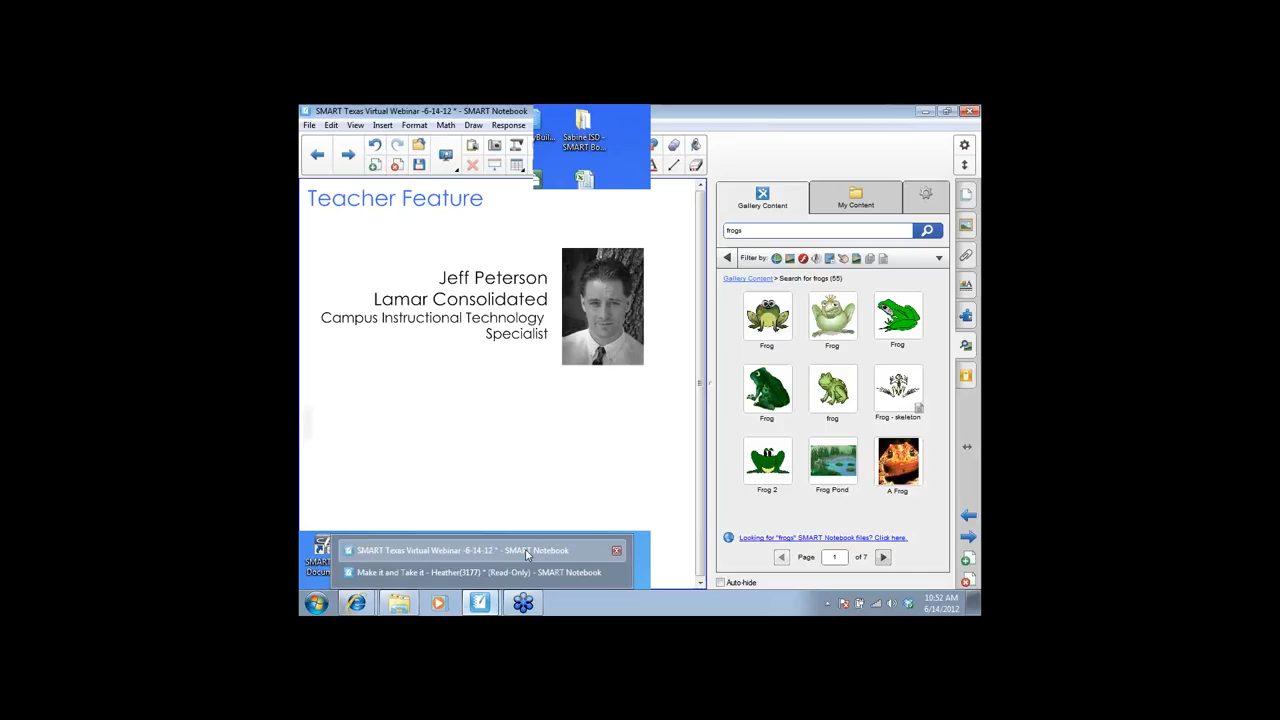 SMART Texas Virtual Webinar -6-14-12 * - SMART Notebook
File Edit View Insert Format Math Draw Response
Sabine ISD -
SMART Bo...
Teacher Feature
Jeff Peterson
Lamar Consolidated
Campus Instructional Technology
Specialist
Gallery Content
My Content
frogs
Filter by:
Gallery Content > Search for frogs (55)
Frog Frog Frog
Frog frog Frog - skeleton
Frog 2 Frog Pond A Frog
Looking for "frogs" SMART Notebook files? Click here.
Page 1 of 7
Auto-hide
SMART
Docum
SMART Texas Virtual Webinar -6-14-12 * - SMART Notebook
Make it and Take it - Heather(3177) * (Read-Only) - SMART Notebook
10:52 AM
6/14/2012